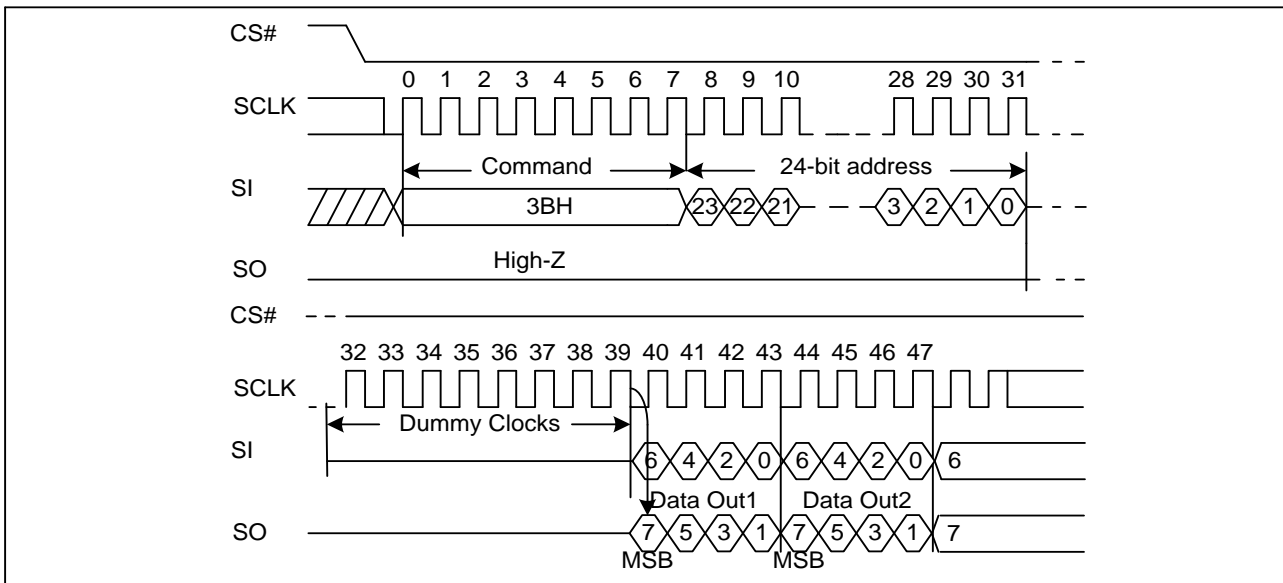 CS#
0 1 2 3 4 5 6 7 8 9 10 28 29 30 31
SCLK
Command 24-bit address
SI
3BH 23 22 21 3 2 1 0
High-Z
SO
CS#
32 33 34 35 36 37 38 39 40 41 42 43 44 45 46 47
SCLK
Dummy Clocks
SI
6 4 2 0 6 4 2 0 6
Data Out1 Data Out2
SO
7 5 3 1 7 5 3 1 7
MSB MSB